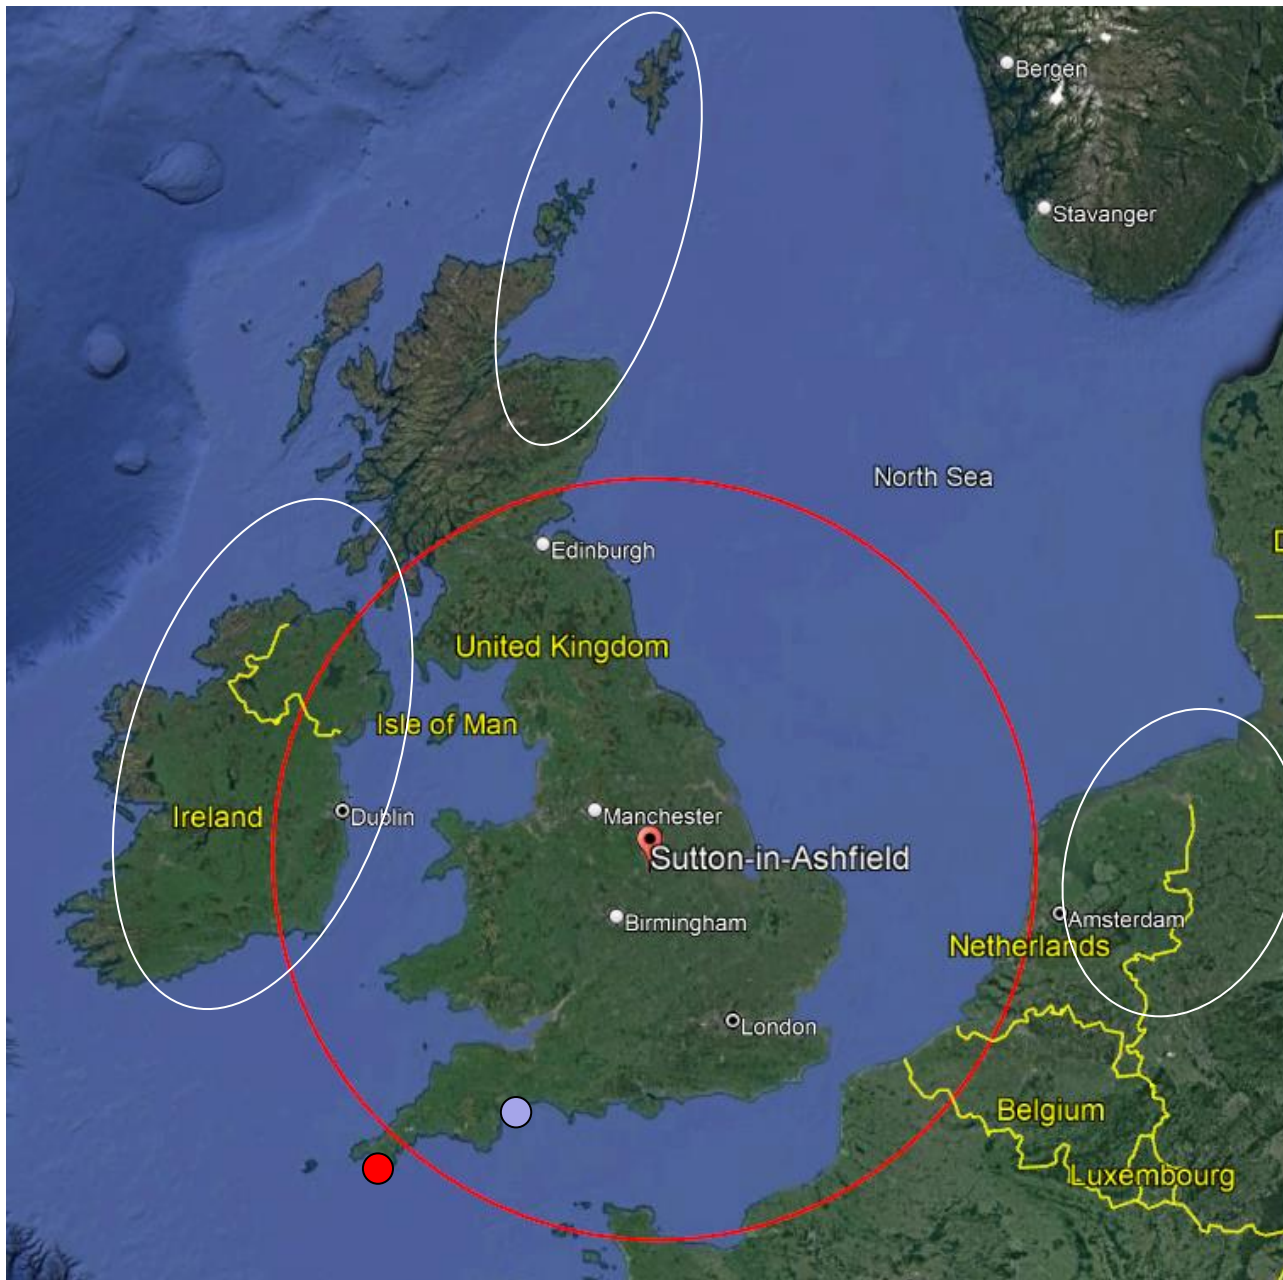 Bergen
Stavanger
North Sea
D
Edinburgh
United Kingdom
Isle of Man
Ireland
Dublin
Manchester
Sutton-in-Ashfield
Birmingham
Amsterdam
Netherlands
London
Belgium
Luxembourg